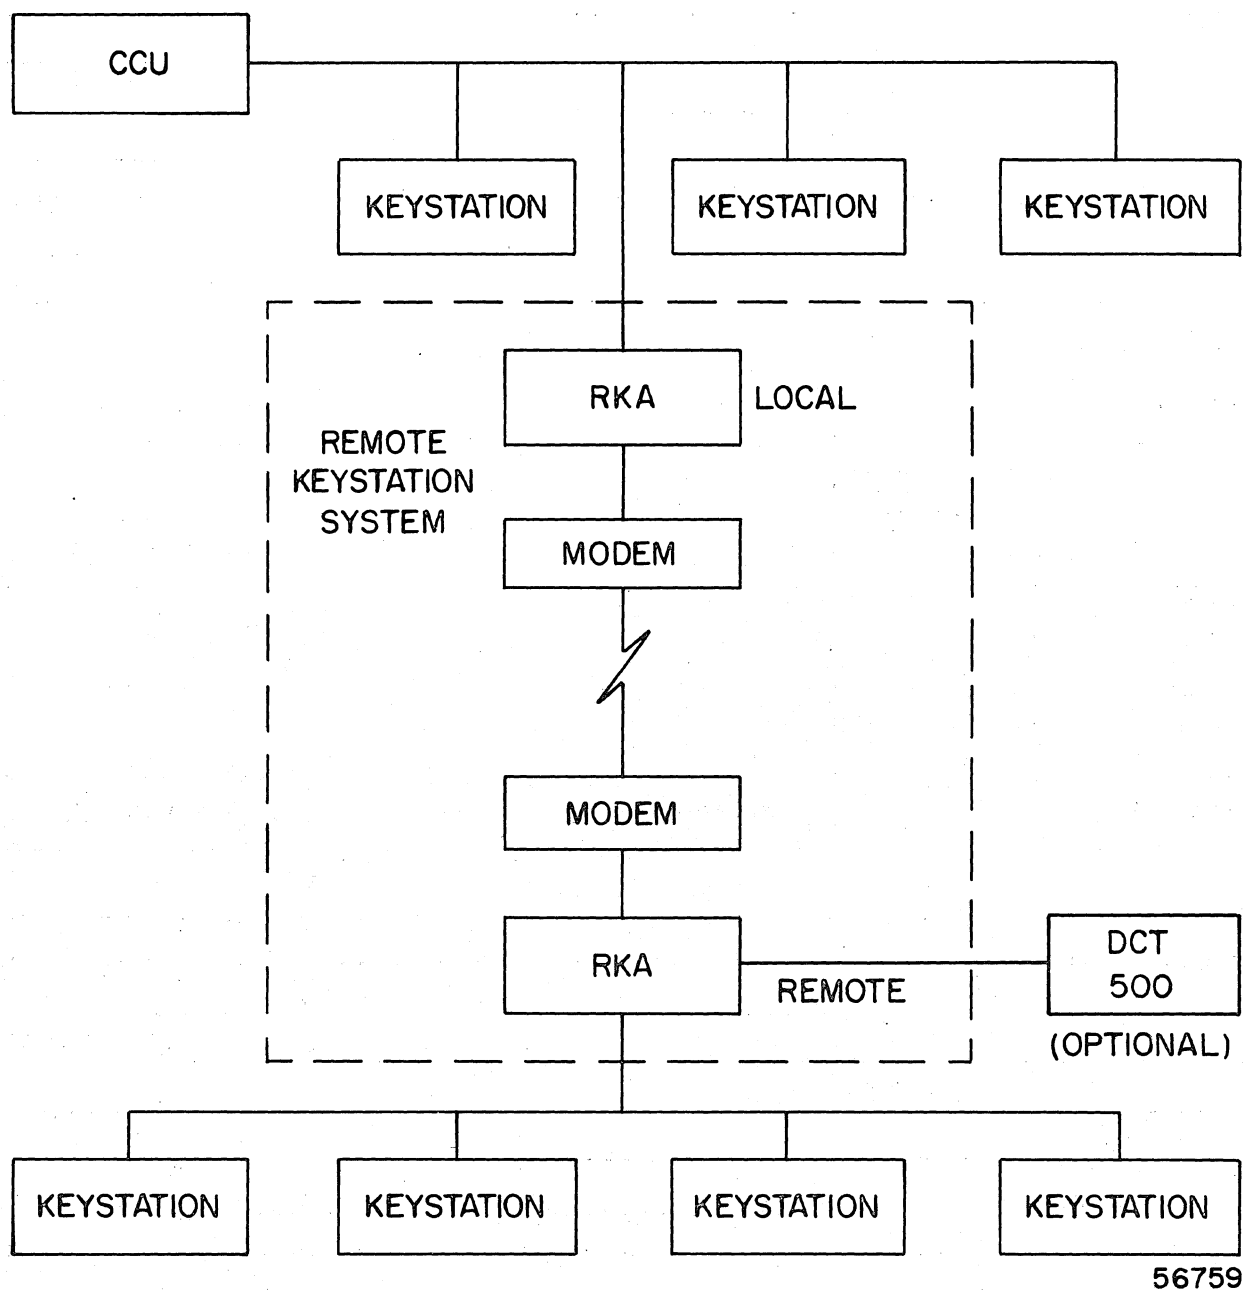 CCU
KEYSTATION
KEYSTATION
KEYSTATION
RKA
LOCAL
REMOTE
KEYSTATION
SYSTEM
MODEM
MODEM
RKA
REMOTE
DCT
500
(OPTIONAL)
KEYSTATION
KEYSTATION
KEYSTATION
KEYSTATION
56759